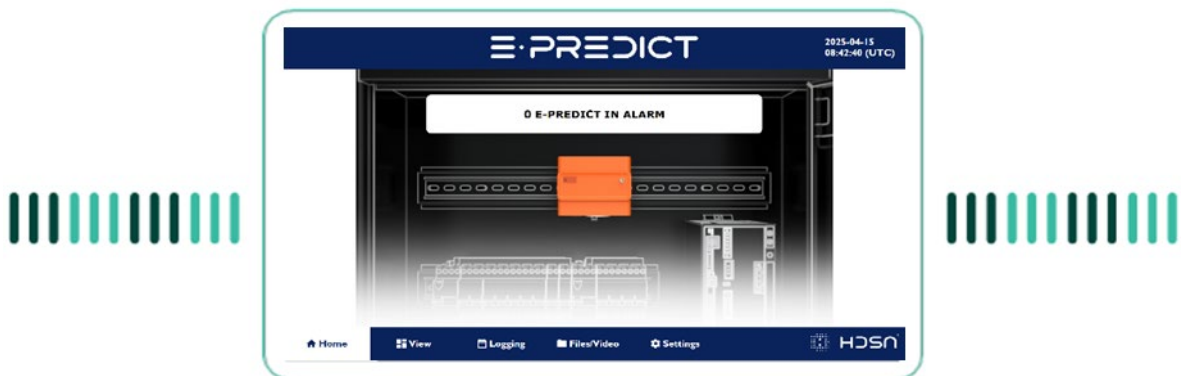 E·PREDICT
2025-04-15
08:42:40 (UTC)
0 E-PREDICT IN ALARM
Home View Logging Files/Video Settings HDSN